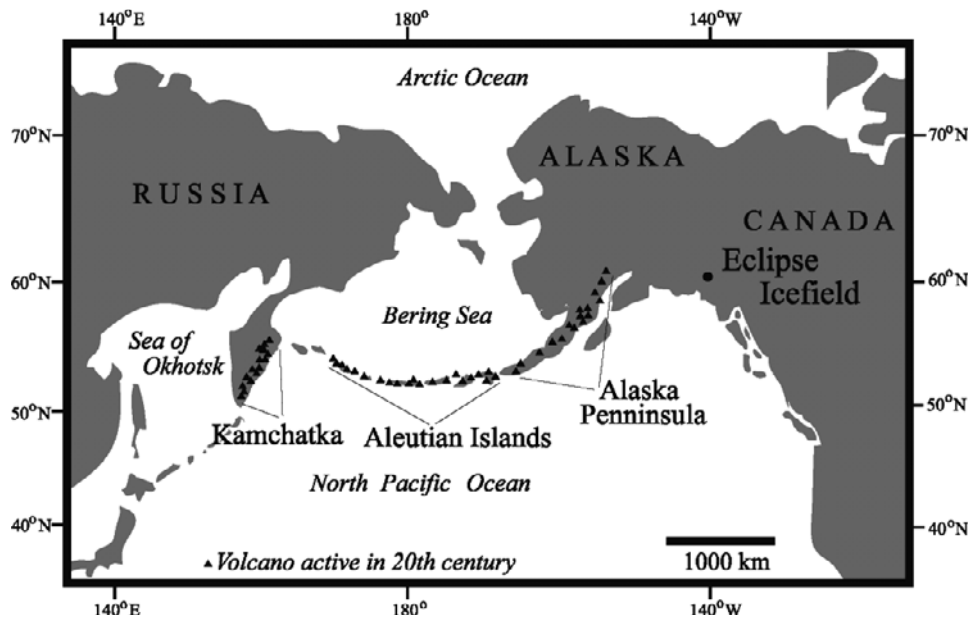 140°E 180° 140°W
Arctic Ocean
70°N 70°N
ALASKA
RUSSIA
CANADA
60°N 60°N
Eclipse
Icefield
Bering Sea
Sea of
Okhotsk
Alaska
Penninsula
50°N 50°N
Kamchatka
Aleutian Islands
North Pacific Ocean
40°N 40°N
Volcano active in 20th century
1000 km
140°E 180° 140°W